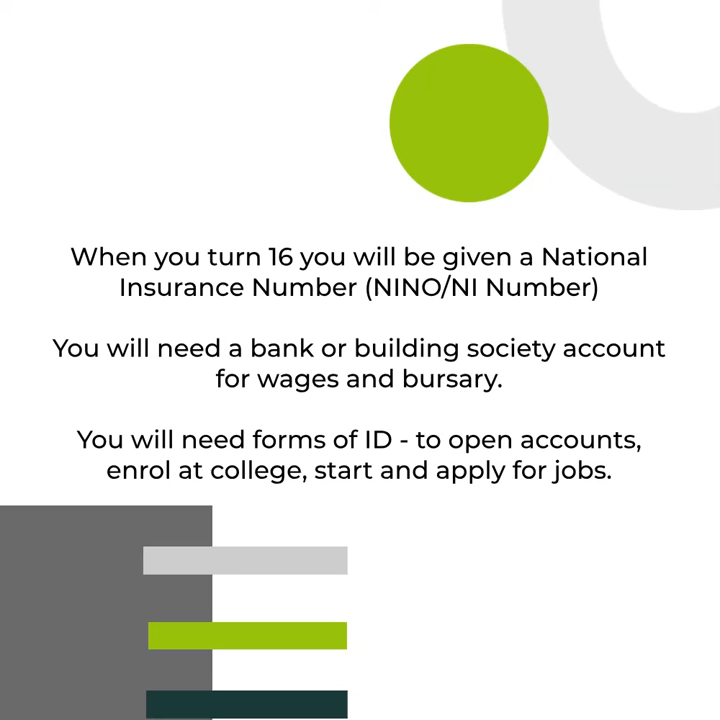 When you turn 16 you will be given a National
Insurance Number (NINO/NI Number)
You will need a bank or building society account
for wages and bursary.
You will need forms of ID - to open accounts,
enrol at college, start and apply for jobs.